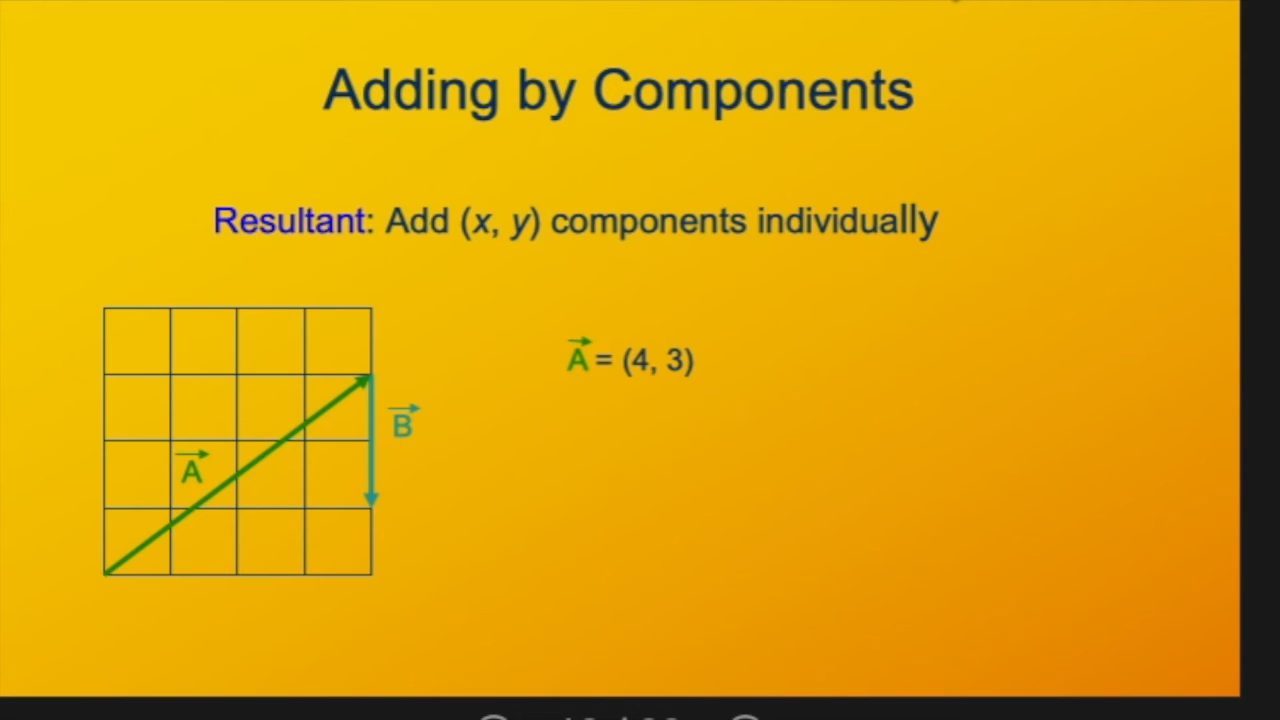 Adding by Components
Resultant: Add (x, y) components individually
A = (4, 3)
B
A